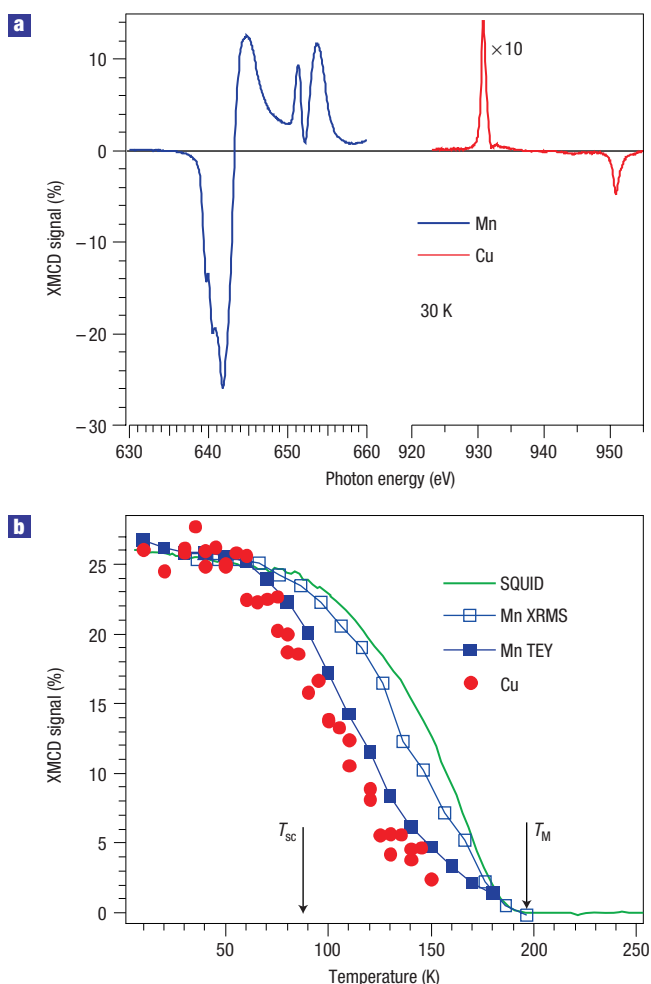 a
10
0
−10
−20
−30
XMCD signal (%)
×10
Mn
Cu
30 K
630 640 650 660 920 930 940 950
Photon energy (eV)
b
25
20
15
10
5
0
XMCD signal (%)
SQUID
Mn XRMS
Mn TEY
Cu
Tsc
TM
50 100 150 200 250
Temperature (K)